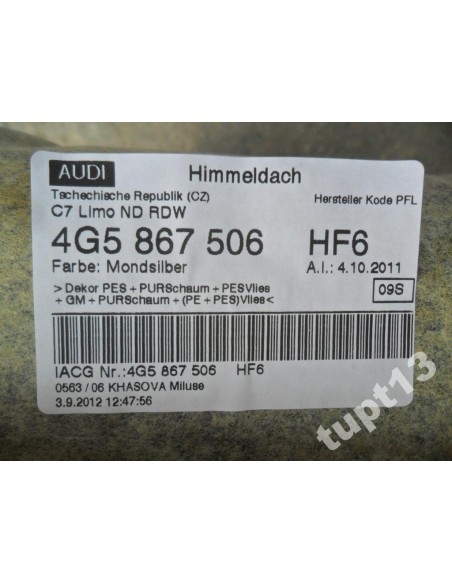 AUDI Himmeldach
Tschechische Republik (CZ) Hersteller Kode PFL
C7 Limo ND RDW
4G5 867 506 HF6
Farbe: Mondsilber A.I.: 4.10.2011
> Dekor PES + PURSchaum + PESVlies
+ GM + PURSchaum + (PE + PES)Vlies< 09S
IACG Nr.:4G5 867 506 HF6
0563 / 06 KHASOVA Miluse
3.9.2012 12:47:56
tupt13